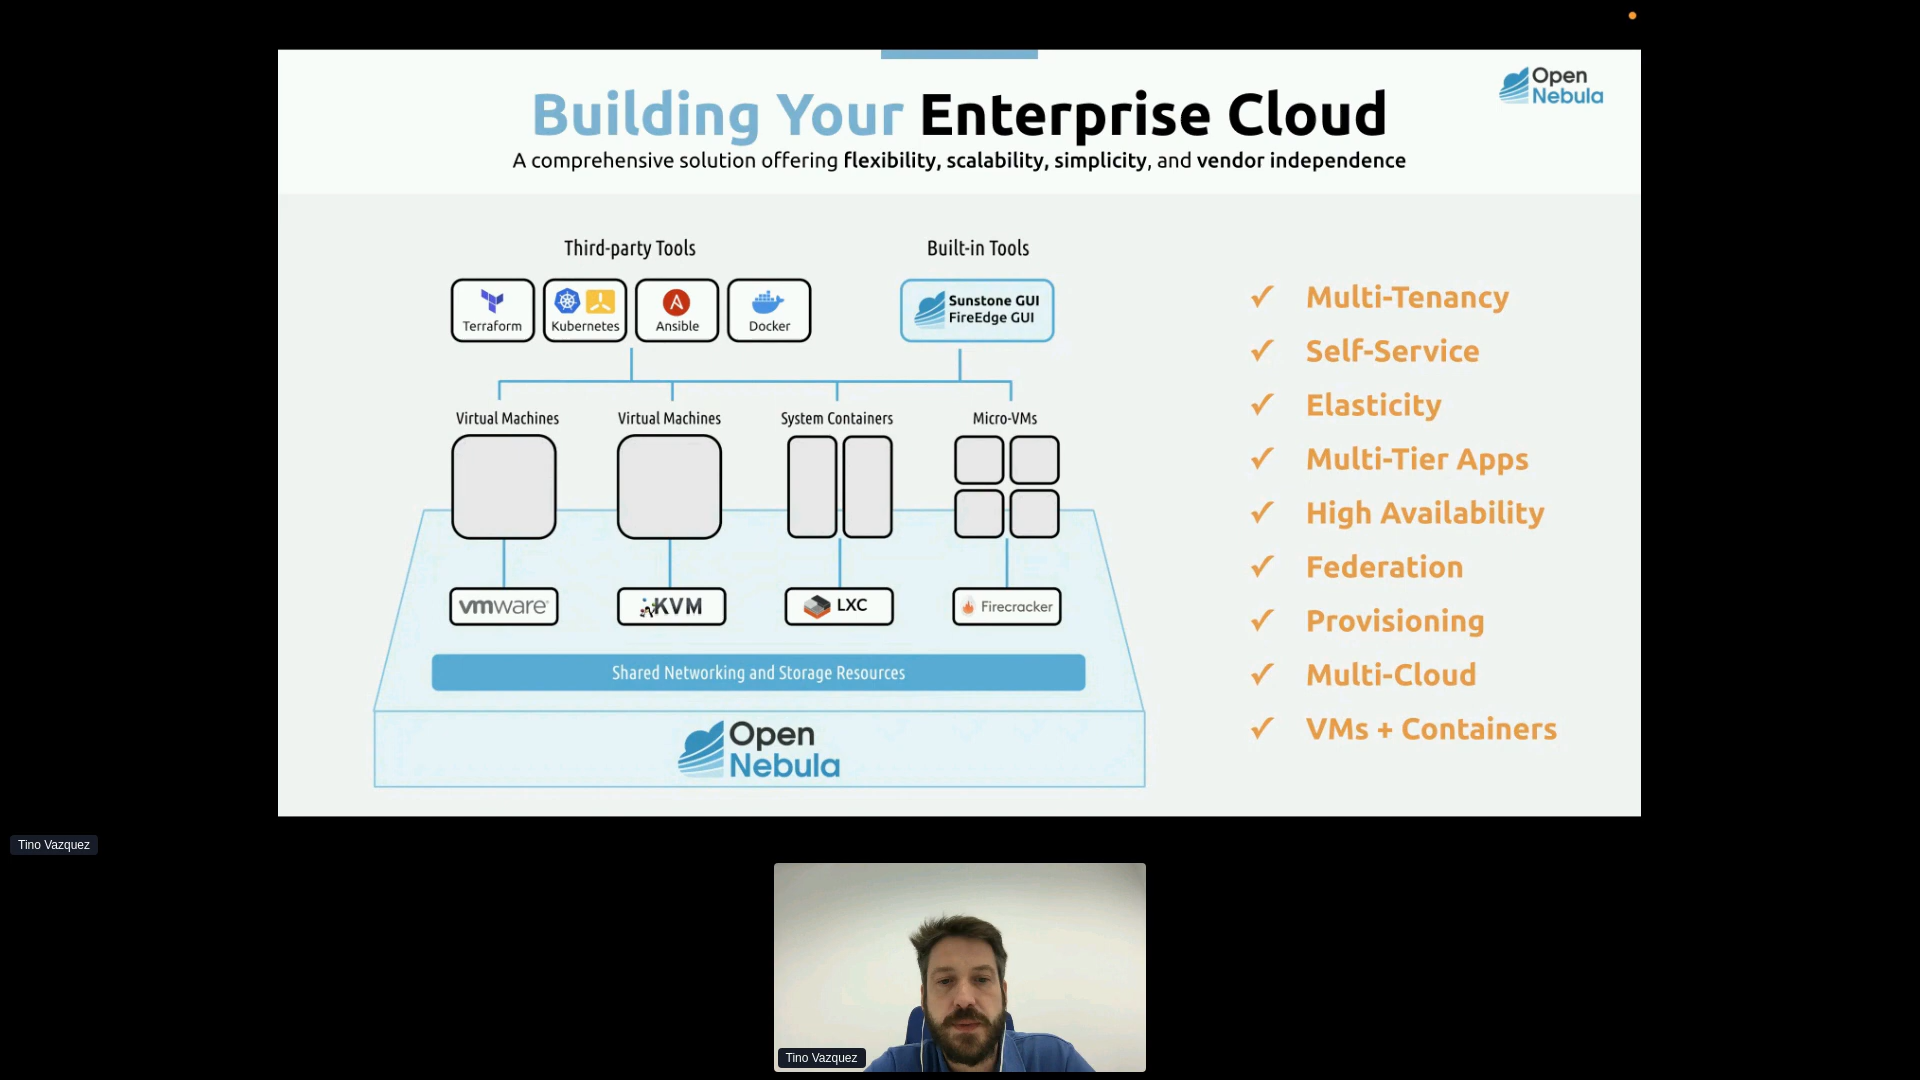 Open
Nebula
Building Your Enterprise Cloud
A comprehensive solution offering flexibility, scalability, simplicity, and vendor independence
Third-party Tools
Built-in Tools
Terraform
Kubernetes
Ansible
Docker
Sunstone GUI
FireEdge GUI
Virtual Machines
Virtual Machines
System Containers
Micro-VMs
vmware
KVM
LXC
Firecracker
Shared Networking and Storage Resources
Open
Nebula
✓ Multi-Tenancy
✓ Self-Service
✓ Elasticity
✓ Multi-Tier Apps
✓ High Availability
✓ Federation
✓ Provisioning
✓ Multi-Cloud
✓ VMs + Containers
Tino Vazquez
Tino Vazquez